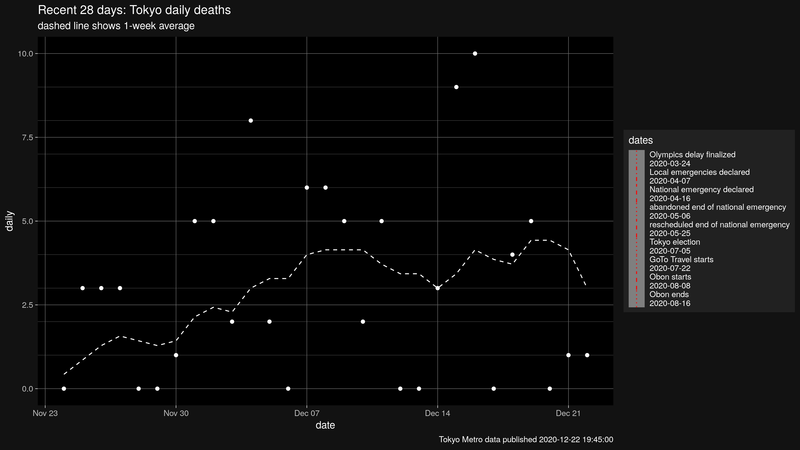 Recent 28 days: Tokyo daily deaths
dashed line shows 1-week average
10.0
7.5
5.0
2.5
0.0
daily
Nov 23
Nov 30
Dec 07
Dec 14
Dec 21
date
dates
Olympics delay finalized
2020-03-24
Local emergencies declared
2020-04-07
National emergency declared
2020-04-16
abandoned end of national emergency
2020-05-06
rescheduled end of national emergency
2020-05-25
Tokyo election
2020-07-05
GoTo Travel starts
2020-07-22
Obon starts
2020-08-08
Obon ends
2020-08-16
Tokyo Metro data published 2020-12-22 19:45:00